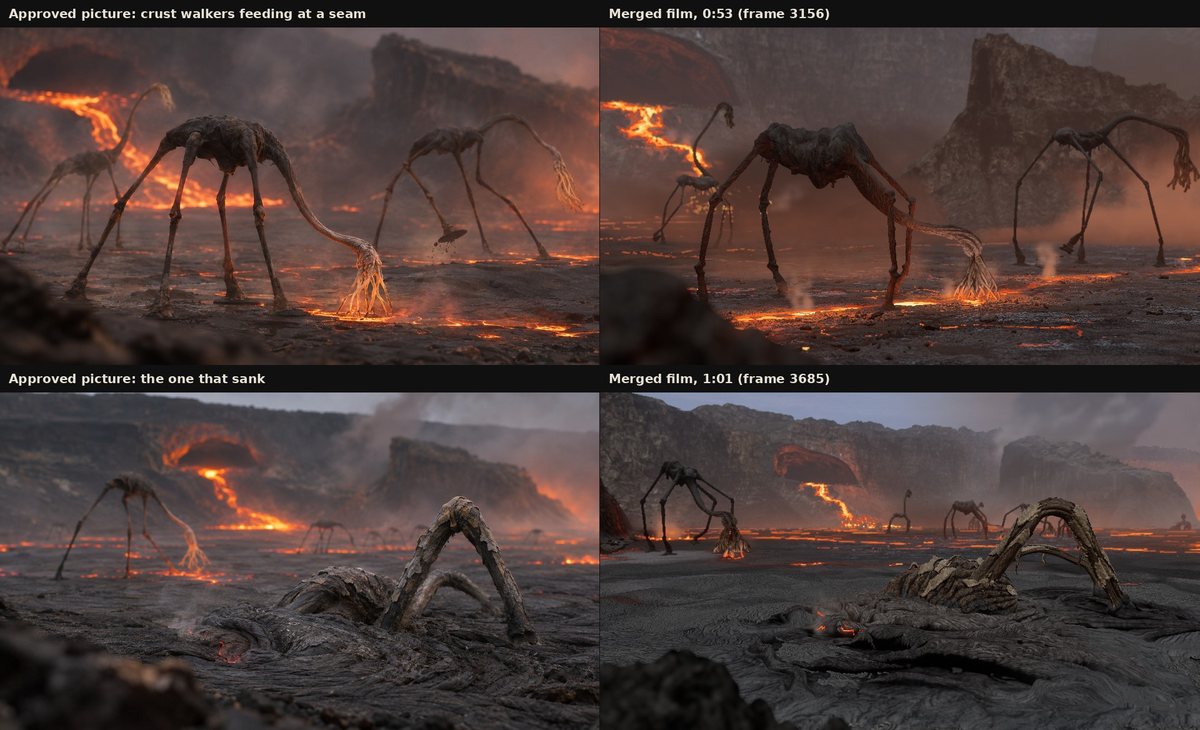 Approved picture: crust walkers feeding at a seam
Merged film, 0:53 (frame 3156)
Approved picture: the one that sank
Merged film, 1:01 (frame 3685)